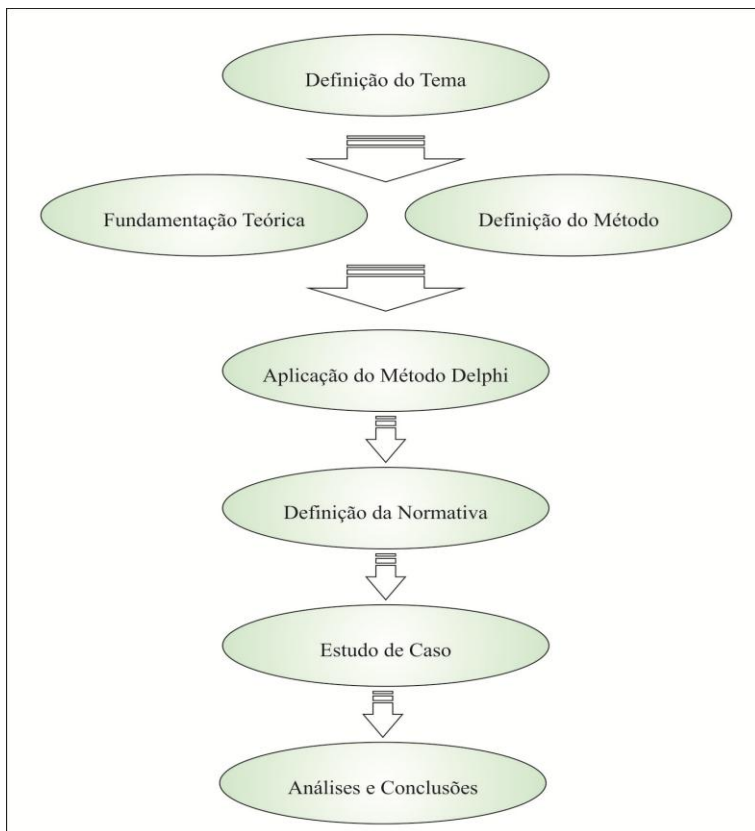 Definição do Tema
Fundamentação Teórica
Definição do Método
Aplicação do Método Delphi
Definição da Normativa
Estudo de Caso
Análises e Conclusões